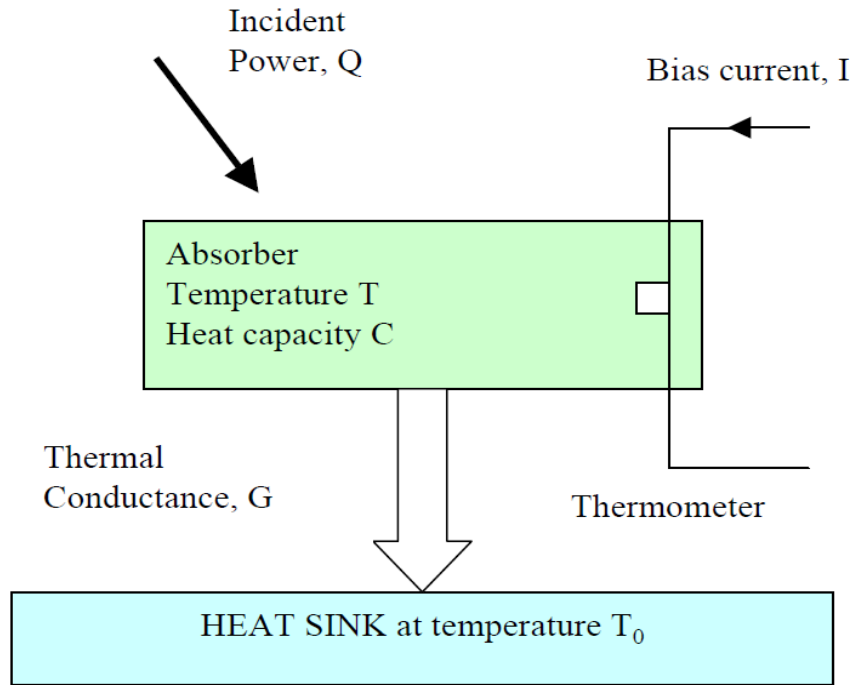 Incident
Power, Q
Bias current, I
Absorber
Temperature T
Heat capacity C
Thermal
Conductance, G
Thermometer
HEAT SINK at temperature T₀